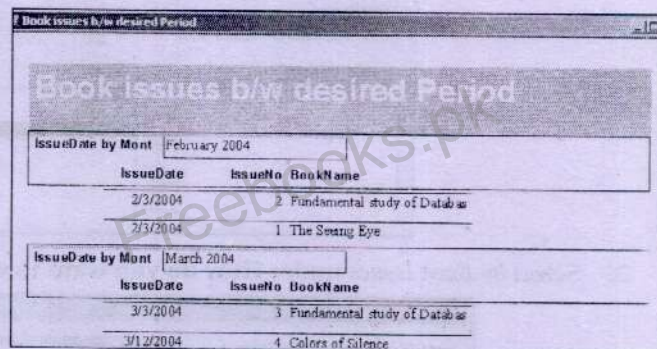 Book issues b/w desired Period
Book issues b/w desired Period
IssueDate by Mont February 2004
IssueDate IssueNo BookName
2/3/2004 2 Fundamental study of Databas
2/3/2004 1 The Seung Eye
IssueDate by Mont March 2004
IssueDate IssueNo BookName
3/3/2004 3 Fundamental study of Databas
3/12/2004 4 Colors of Silence
Freebooks.pk